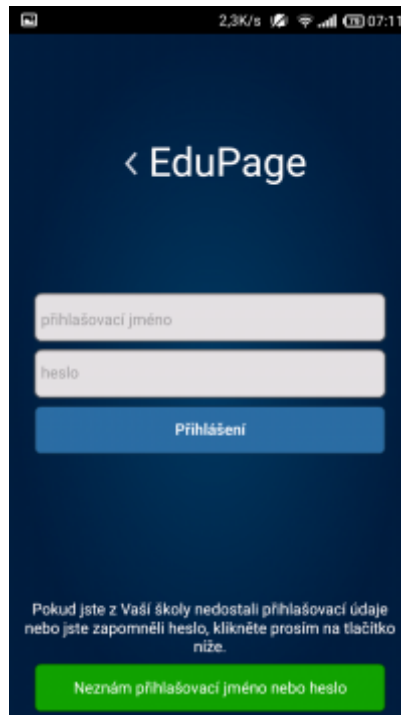 2,3K/s 75 07:11
< EduPage
přihlašovací jméno
heslo
Přihlášení
Pokud jste z Vaší školy nedostali přihlašovací údaje
nebo jste zapomněli heslo, klikněte prosím na tlačítko
níže.
Neznám přihlašovací jméno nebo heslo